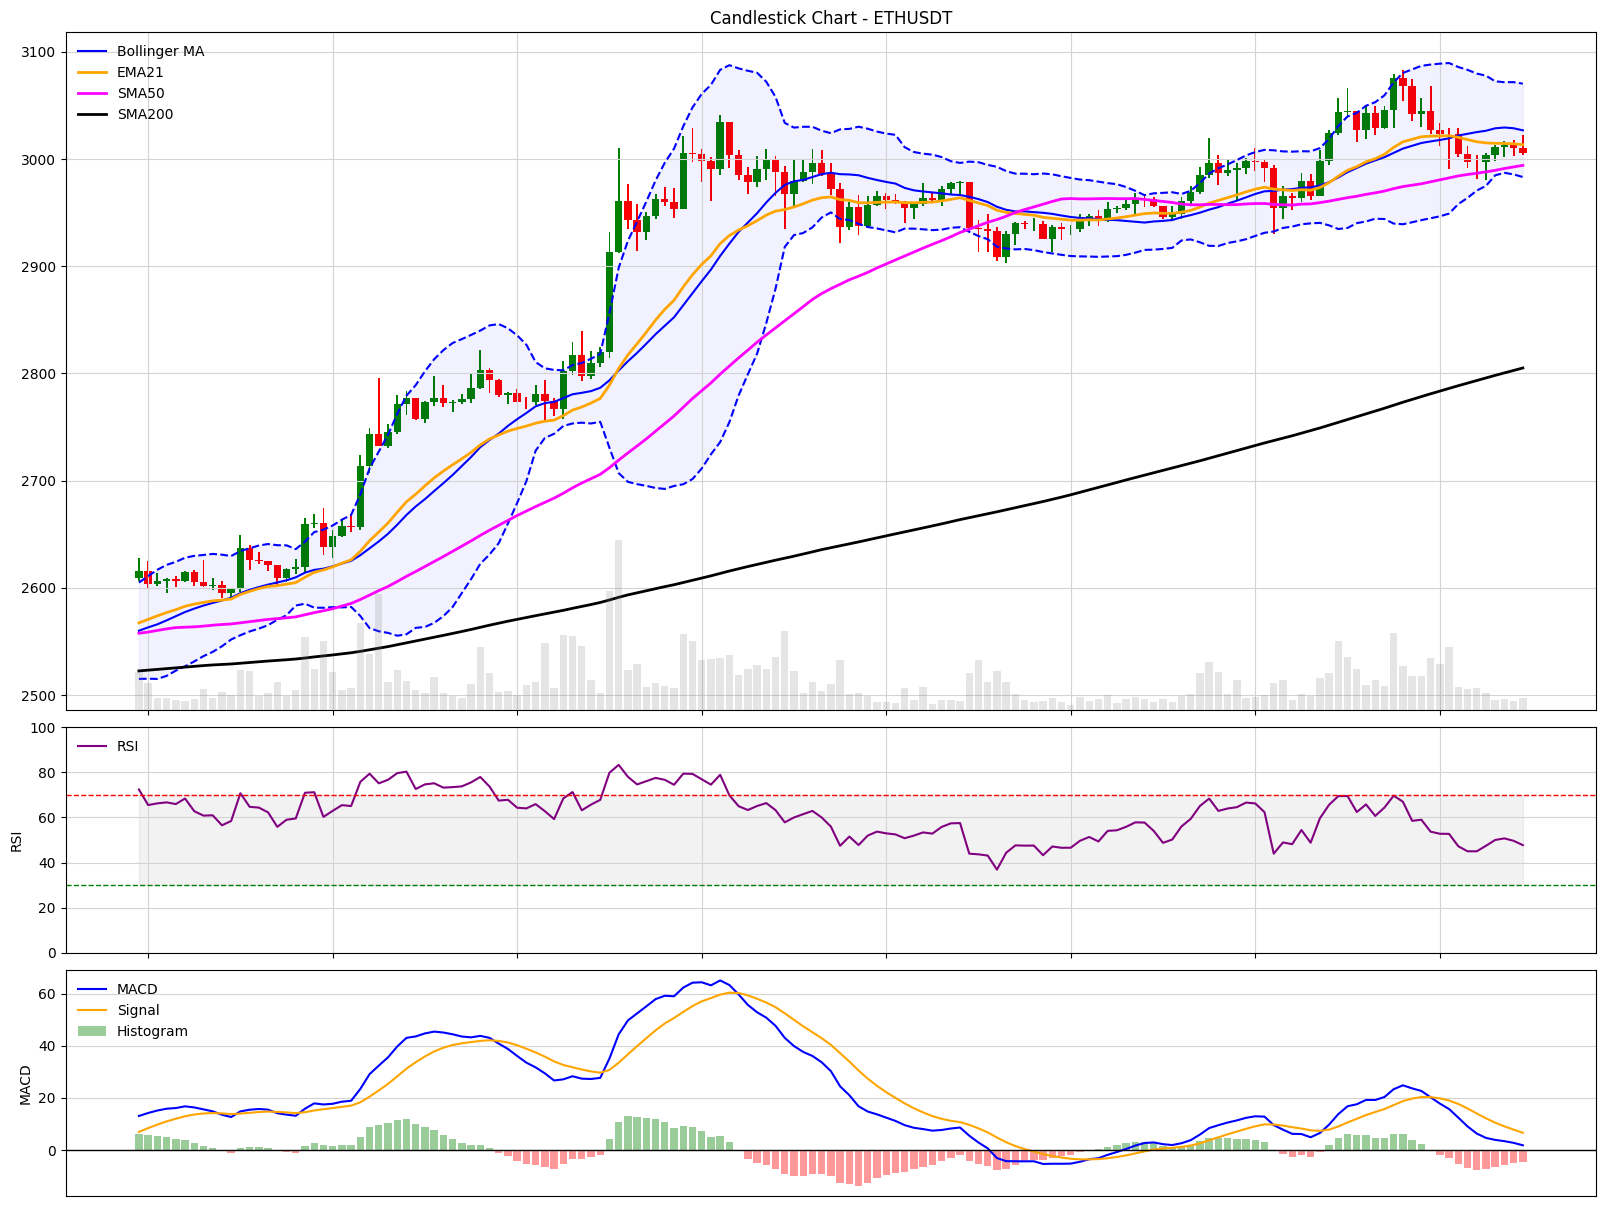 Candlestick Chart - ETHUSDT
3100
3000
2900
2800
2700
2600
2500
Bollinger MA
EMA21
SMA50
SMA200
100
80
60
40
20
0
RSI
RSI
60
40
20
0
MACD
MACD
Signal
Histogram